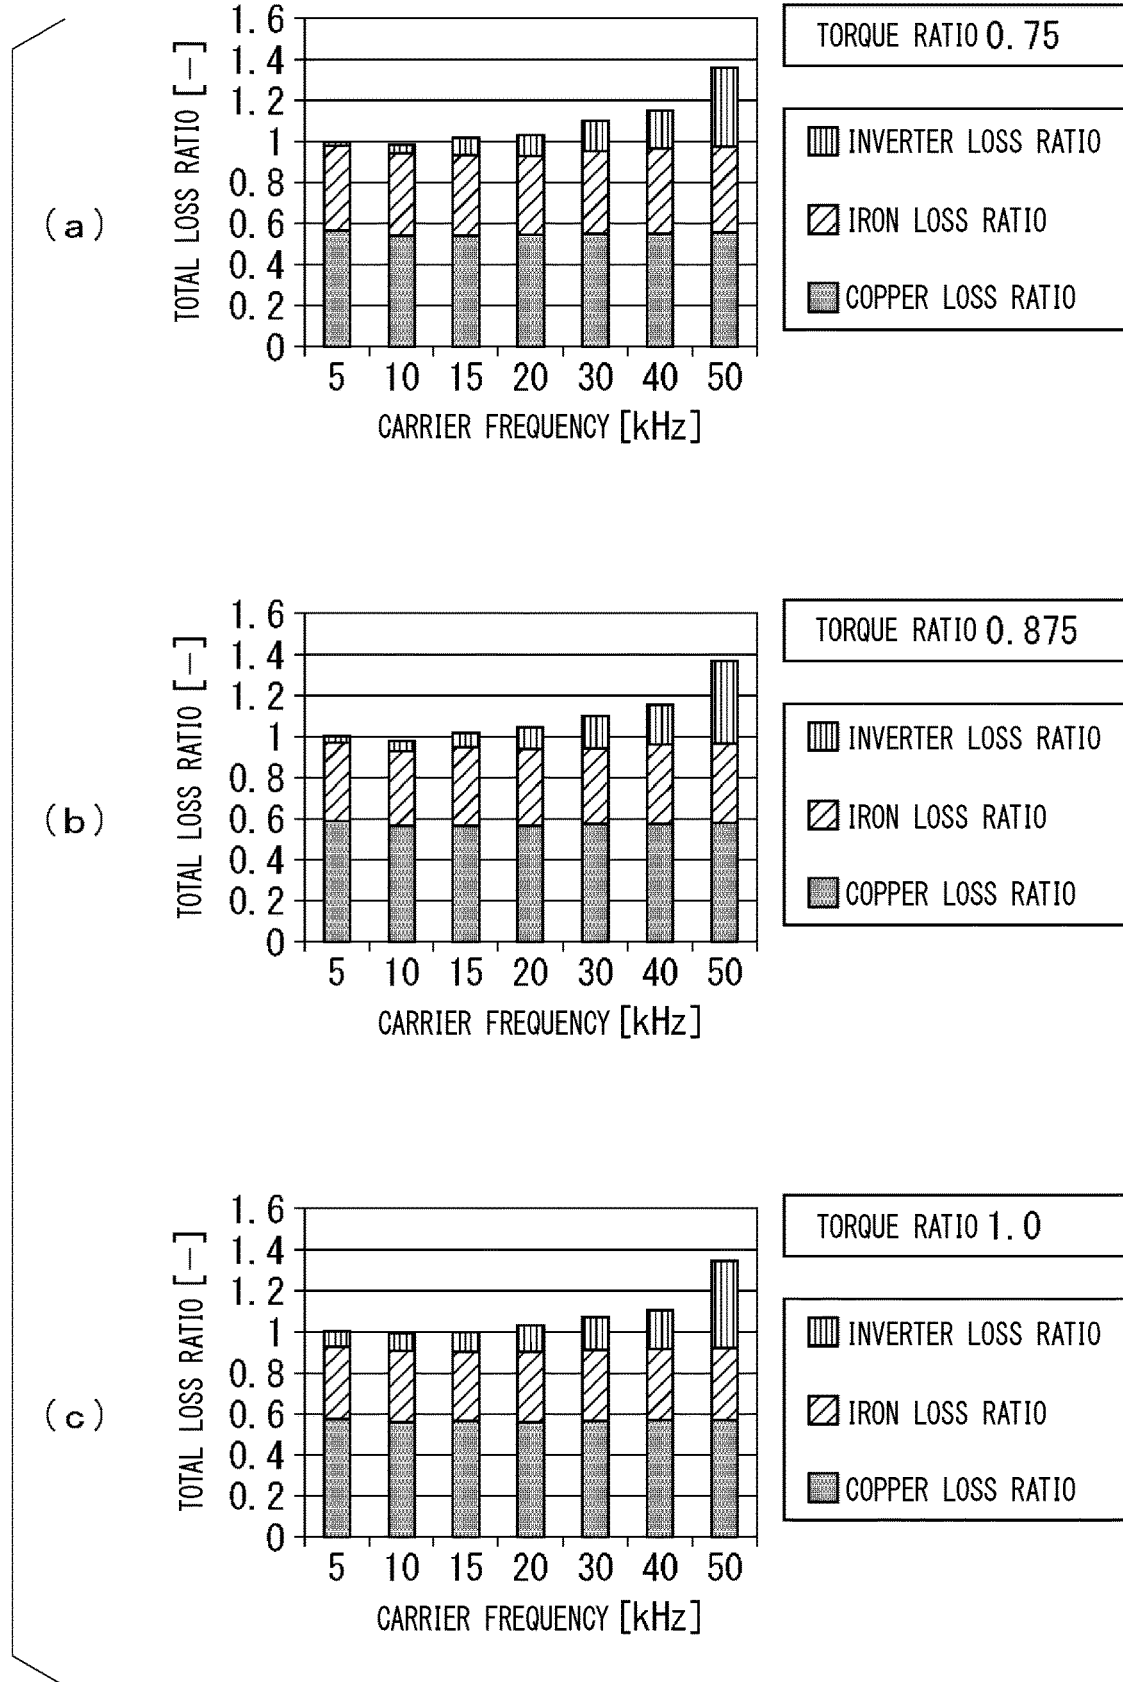 (a)
TOTAL LOSS RATIO [—]
1.6
1.4
1.2
1
0.8
0.6
0.4
0.2
0
5 10 15 20 30 40 50
CARRIER FREQUENCY [kHz]
TORQUE RATIO 0.75
INVERTER LOSS RATIO
IRON LOSS RATIO
COPPER LOSS RATIO
(b)
TOTAL LOSS RATIO [—]
1.6
1.4
1.2
1
0.8
0.6
0.4
0.2
0
5 10 15 20 30 40 50
CARRIER FREQUENCY [kHz]
TORQUE RATIO 0.875
INVERTER LOSS RATIO
IRON LOSS RATIO
COPPER LOSS RATIO
(c)
TOTAL LOSS RATIO [—]
1.6
1.4
1.2
1
0.8
0.6
0.4
0.2
0
5 10 15 20 30 40 50
CARRIER FREQUENCY [kHz]
TORQUE RATIO 1.0
INVERTER LOSS RATIO
IRON LOSS RATIO
COPPER LOSS RATIO